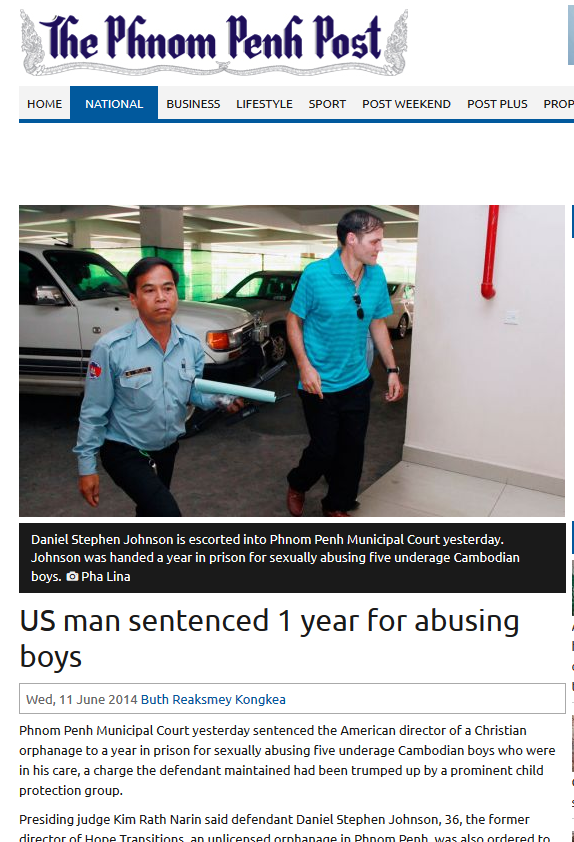 The Phnom Penh Post
HOME NATIONAL BUSINESS LIFESTYLE SPORT POST WEEKEND POST PLUS PROP
Daniel Stephen Johnson is escorted into Phnom Penh Municipal Court yesterday.
Johnson was handed a year in prison for sexually abusing five underage Cambodian
boys. Pha Lina
US man sentenced 1 year for abusing
boys
Wed, 11 June 2014 Buth Reaksmey Kongkea
Phnom Penh Municipal Court yesterday sentenced the American director of a Christian
orphanage to a year in prison for sexually abusing five underage Cambodian boys who were
in his care, a charge the defendant maintained had been trumped up by a prominent child
protection group.
Presiding judge Kim Rath Narin said defendant Daniel Stephen Johnson, 36, the former
director of Hope Transitions, an unlicensed orphanage in Phnom Penh, was also ordered to